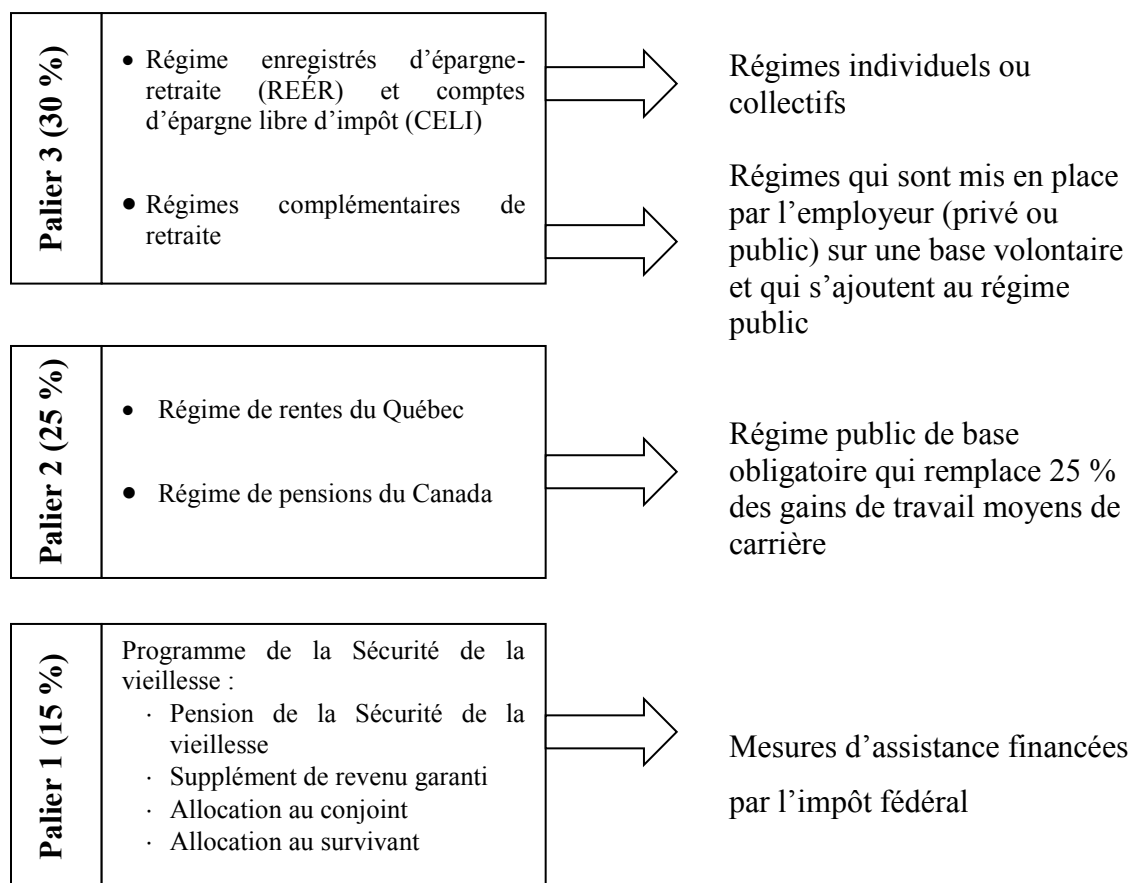 Palier 3 (30 %)
• Régime enregistrés d'épargne-
retraite (REÉR) et comptes
d'épargne libre d'impôt (CELI)
• Régimes complémentaires de
retraite
Régimes individuels ou
collectifs
Régimes qui sont mis en place
par l'employeur (privé ou
public) sur une base volontaire
et qui s'ajoutent au régime
public
Palier 2 (25 %)
• Régime de rentes du Québec
• Régime de pensions du Canada
Régime public de base
obligatoire qui remplace 25 %
des gains de travail moyens de
carrière
Palier 1 (15 %)
Programme de la Sécurité de la
vieillesse :
· Pension de la Sécurité de la
vieillesse
· Supplément de revenu garanti
· Allocation au conjoint
· Allocation au survivant
Mesures d'assistance financées
par l'impôt fédéral